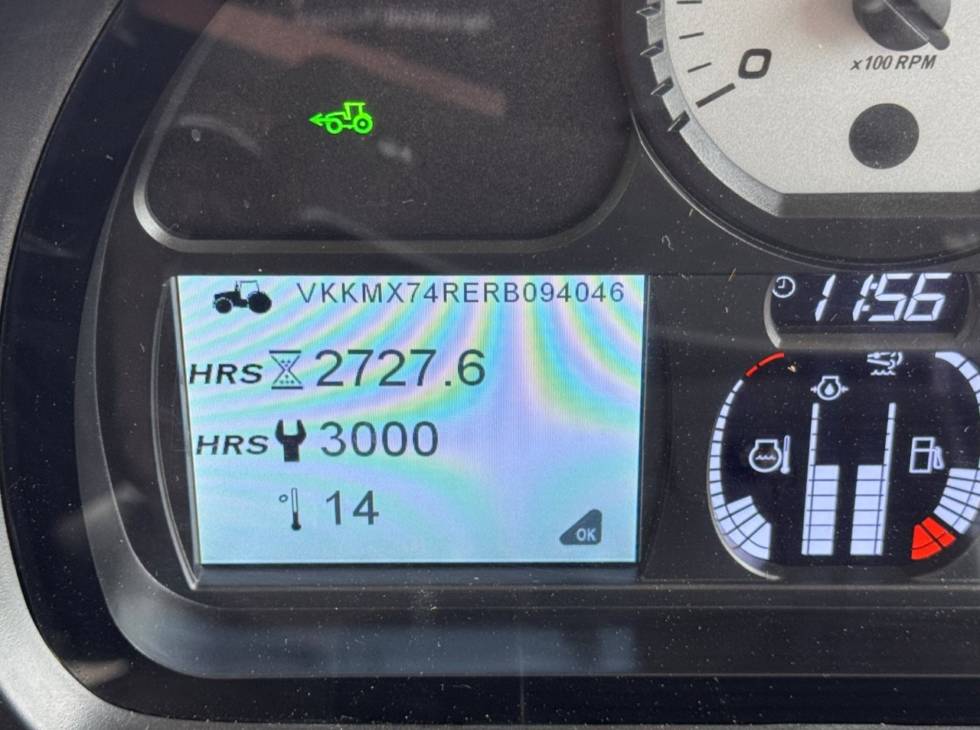 0
x100 RPM
VKKMX74RERB094046
11:56
HRS 2727.6
HRS 3000
° 14
OK